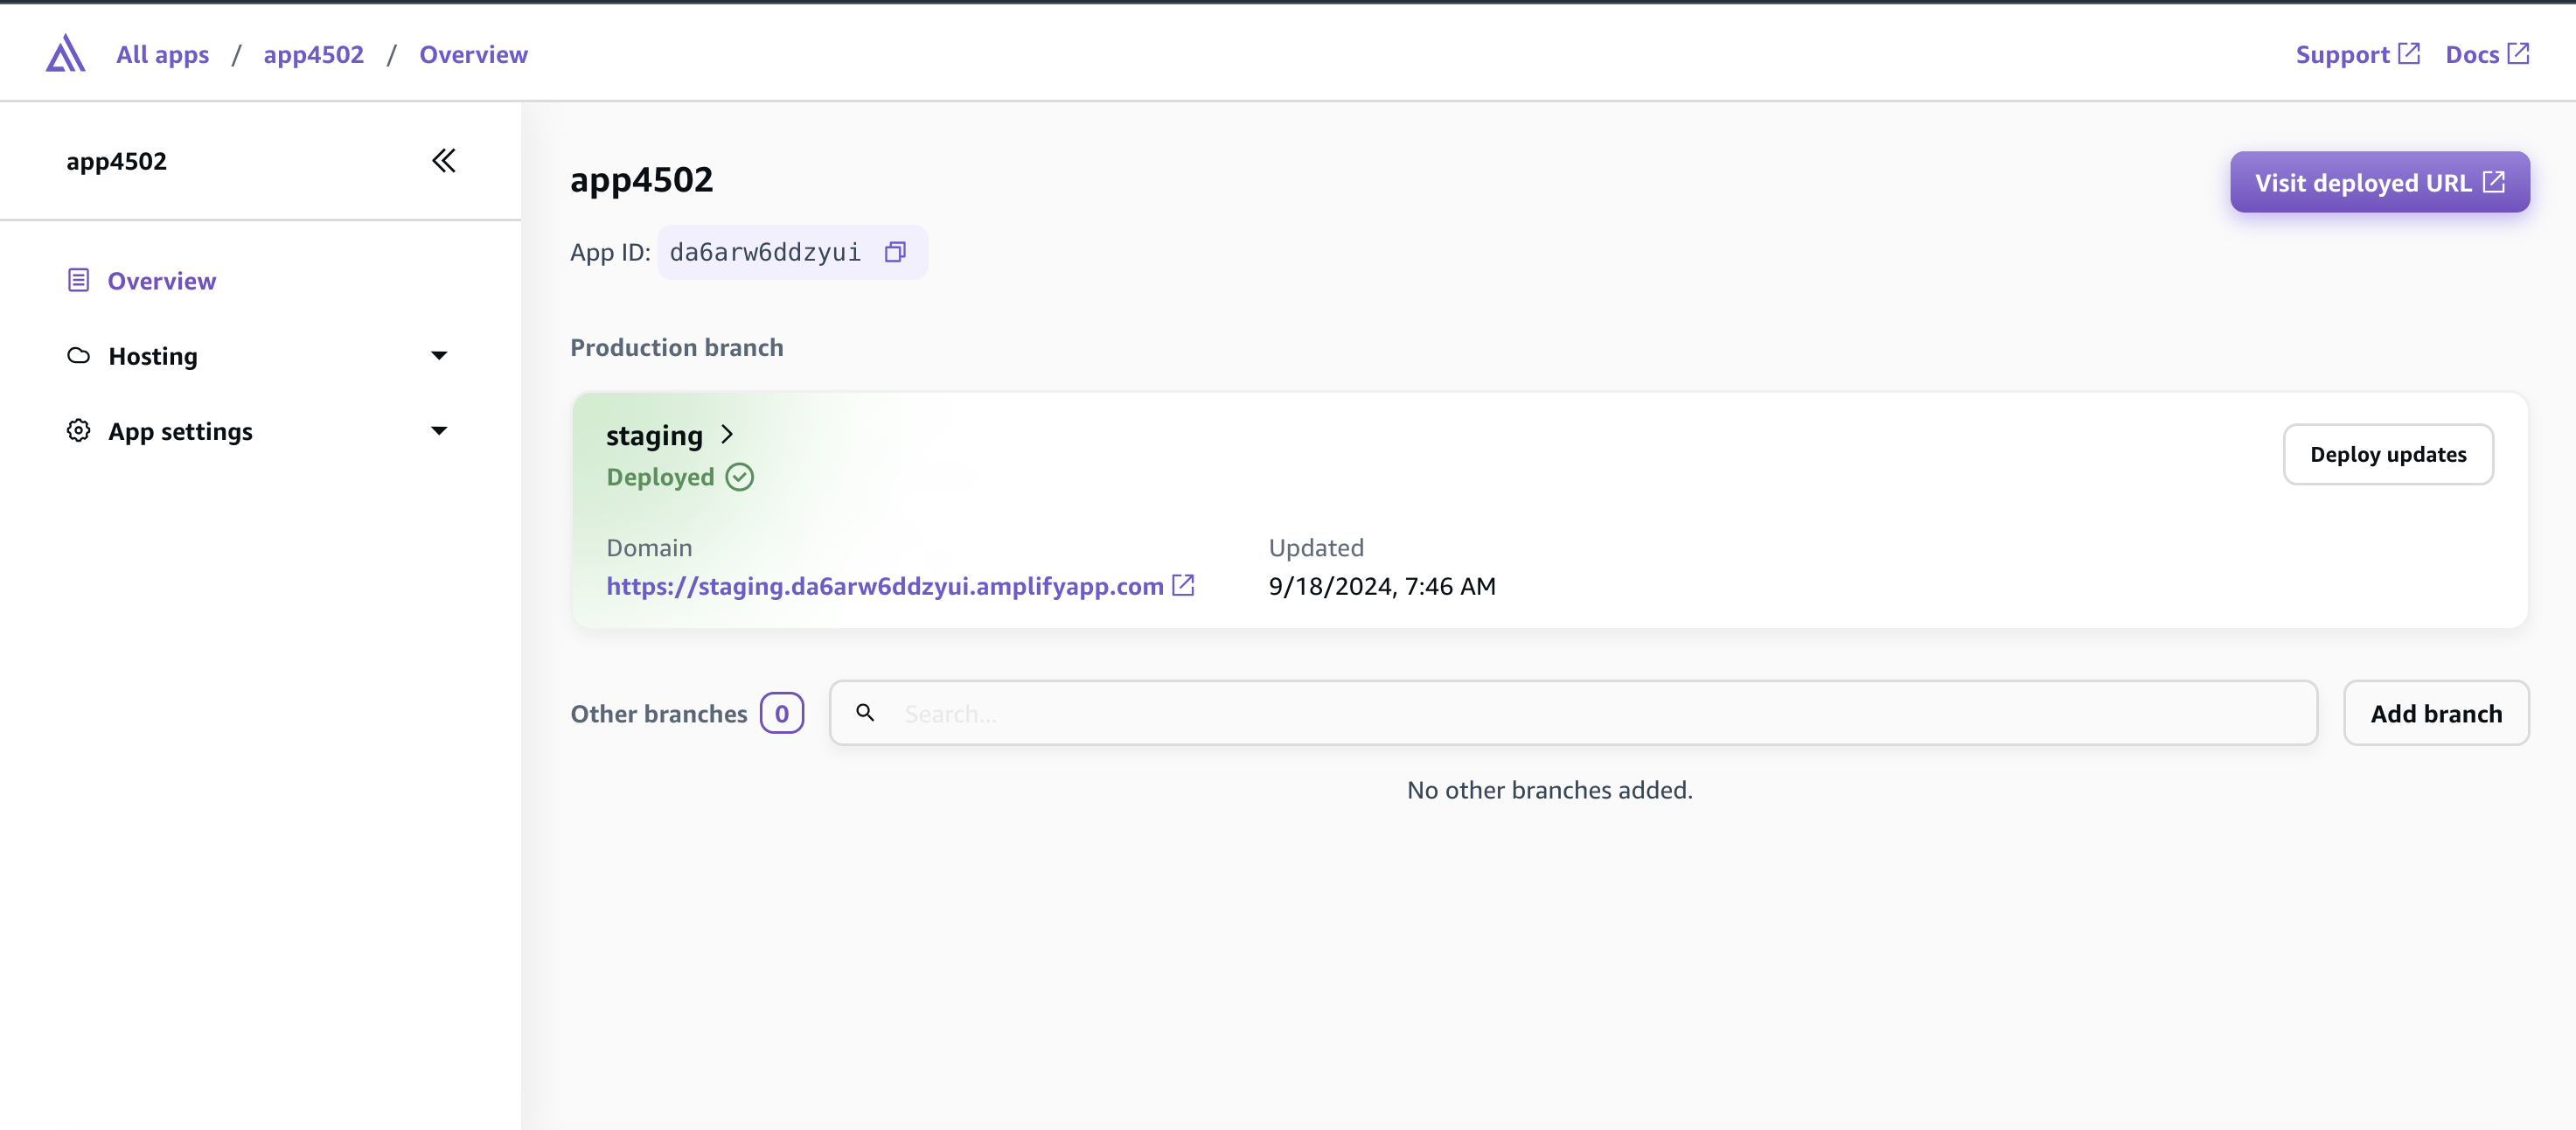 All apps / app4502 / Overview
Support Docs
app4502
Overview
Hosting
App settings
app4502
Visit deployed URL
App ID: da6arw6ddzyui
Production branch
staging
Deployed
Deploy updates
Domain
Updated
https://staging.da6arw6ddzyui.amplifyapp.com
9/18/2024, 7:46 AM
Other branches 0
Search...
Add branch
No other branches added.